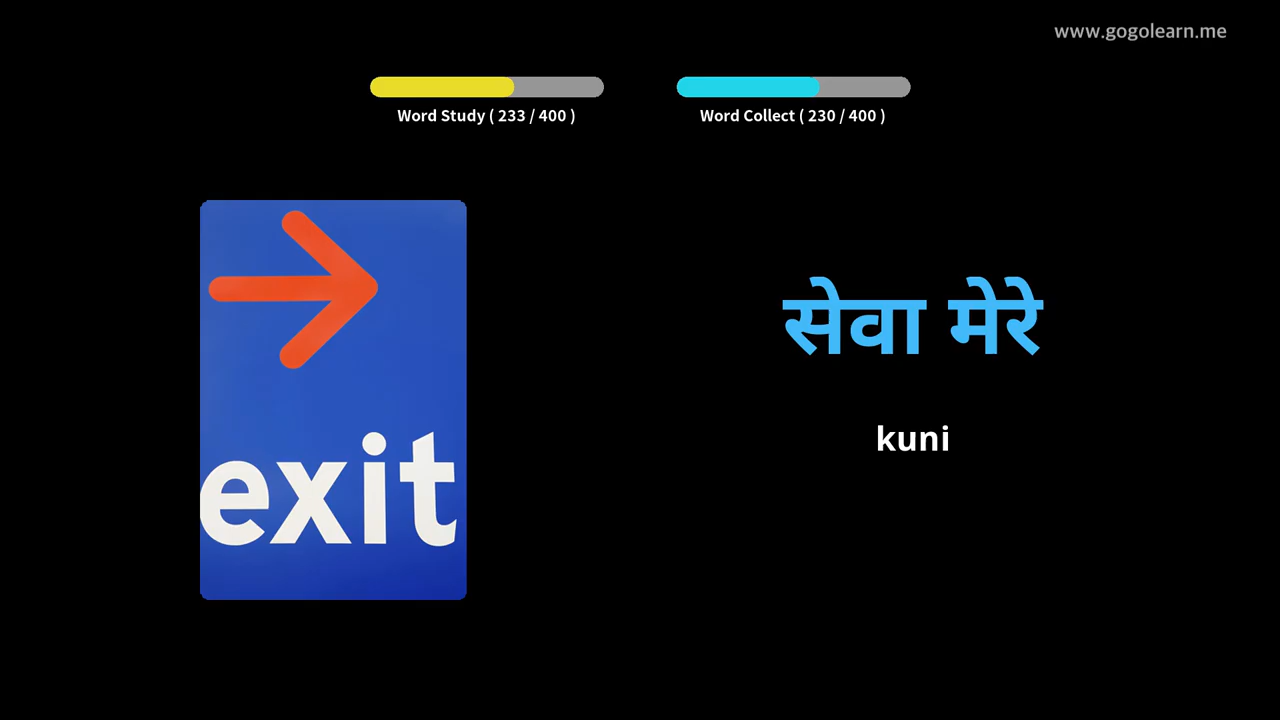 www.gogolearn.me
Word Study ( 233 / 400 )
Word Collect ( 230 / 400 )
exit
सेवा मेरे
kuni